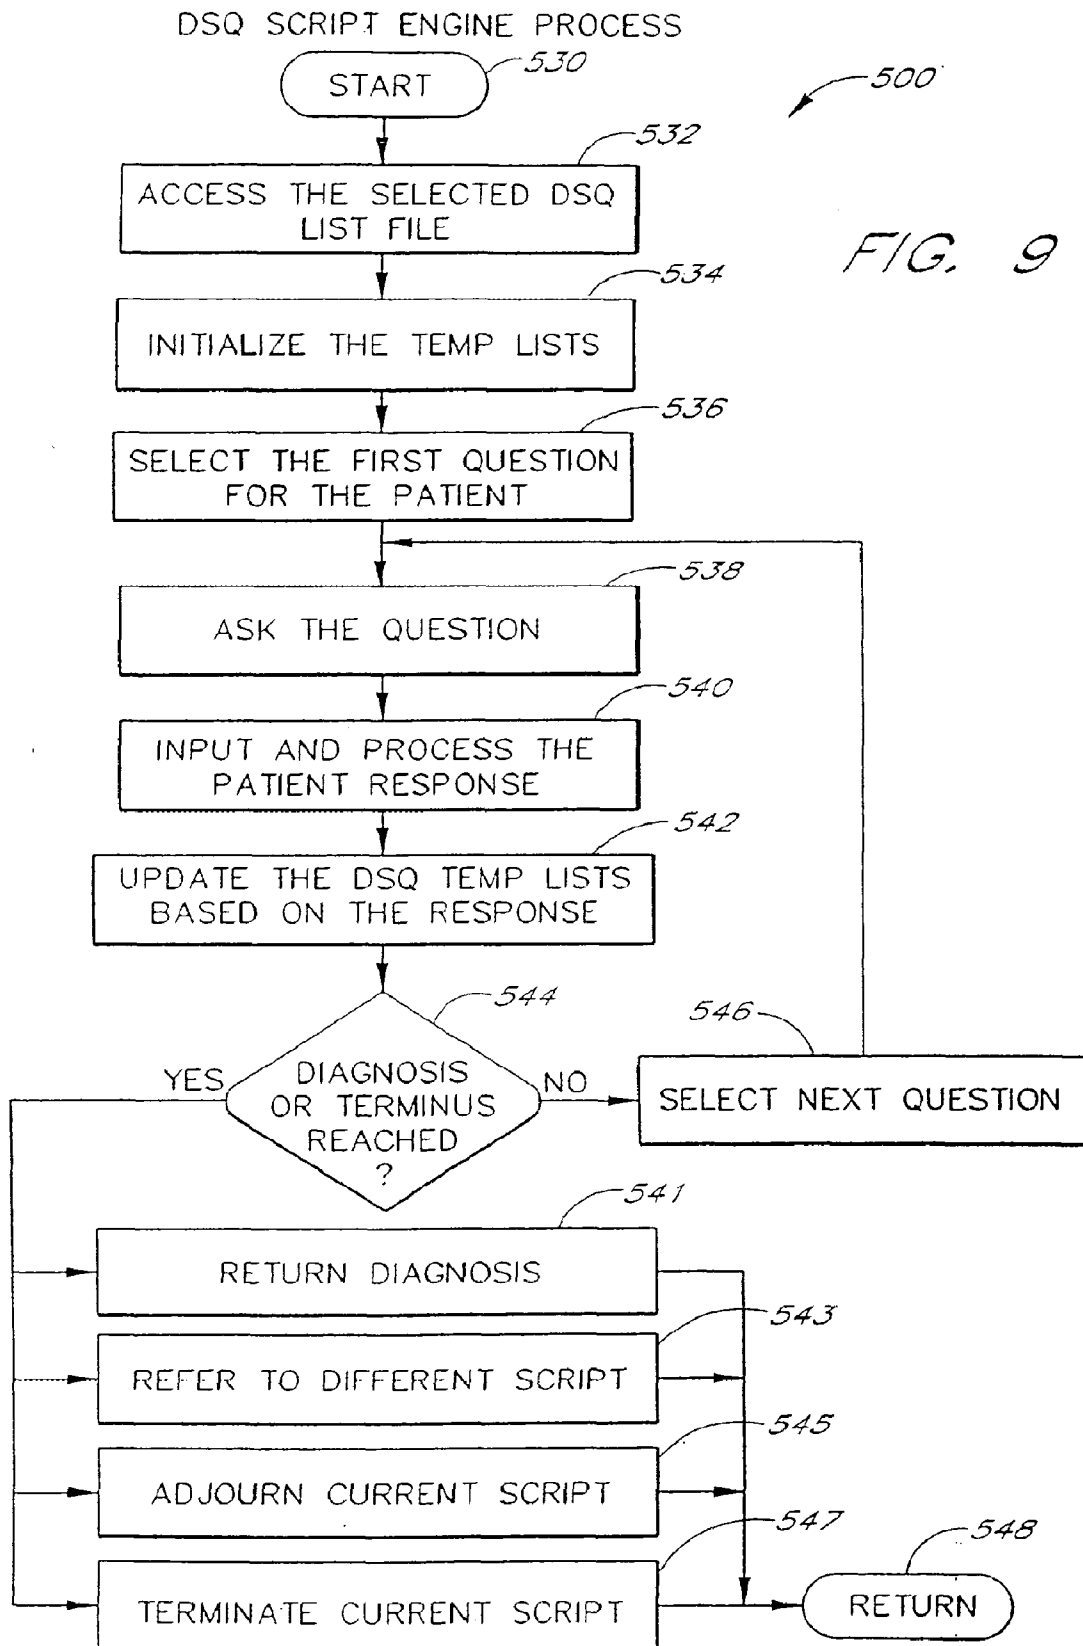 DSQ SCRIPT ENGINE PROCESS
530
START
500
532
ACCESS THE SELECTED DSQ
LIST FILE
FIG. 9
534
INITIALIZE THE TEMP LISTS
536
SELECT THE FIRST QUESTION
FOR THE PATIENT
538
ASK THE QUESTION
540
INPUT AND PROCESS THE
PATIENT RESPONSE
542
UPDATE THE DSQ TEMP LISTS
BASED ON THE RESPONSE
544
546
YES
DIAGNOSIS
OR TERMINUS
REACHED
?
NO
SELECT NEXT QUESTION
541
RETURN DIAGNOSIS
543
REFER TO DIFFERENT SCRIPT
545
ADJOURN CURRENT SCRIPT
547
TERMINATE CURRENT SCRIPT
548
RETURN